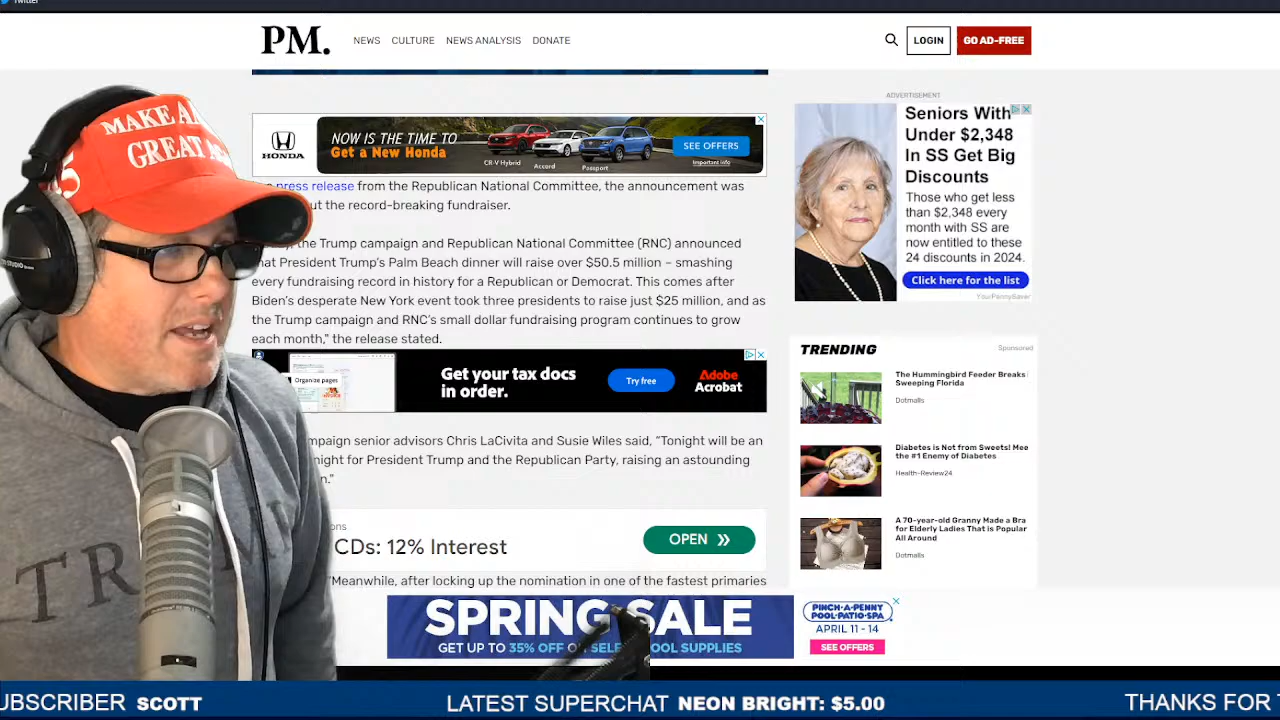 Twitter
PM.
NEWS CULTURE NEWS ANALYSIS DONATE
LOGIN
GO AD-FREE
MAKE A
GREAT
HONDA
NOW IS THE TIME TO
Get a New Honda
CR-V Hybrid
Accord
Passport
SEE OFFERS
Important Info
press release from the Republican National Committee, the announcement was
ut the record-breaking fundraiser.
the Trump campaign and Republican National Committee (RNC) announced
hat President Trump's Palm Beach dinner will raise over $50.5 million – smashing
every fundraising record in history for a Republican or Democrat. This comes after
Biden's desperate New York event took three presidents to raise just $25 million, and as
the Trump campaign and RNC's small dollar fundraising program continues to grow
each month," the release stated.
Organize pages
Get your tax docs
in order.
Try free
Adobe
Acrobat
mpaign senior advisors Chris LaCivita and Susie Wiles said, "Tonight will be an
night for President Trump and the Republican Party, raising an astounding
n."
ons
CDs: 12% Interest
OPEN
"Meanwhile, after locking up the nomination in one of the fastest primaries
ADVERTISEMENT
Seniors With
Under $2,348
In SS Get Big
Discounts
Those who get less
than $2,348 every
month with SS are
now entitled to these
24 discounts in 2024.
Click here for the list
YourPennySaver
TRENDING
Sponsored
The Hummingbird Feeder Breaks
Sweeping Florida
Dotmalls
Diabetes is Not from Sweets! Mee
the #1 Enemy of Diabetes
Health-Review24
A 70-year-old Granny Made a Bra
for Elderly Ladies That is Popular
All Around
Dotmalls
SPRING SALE
GET UP TO 35% OFF
OOL SUPPLIES
PINCH-A-PENNY
POOL·PATIO·SPA
APRIL 11 - 14
SEE OFFERS
TR
UBSCRIBER SCOTT
LATEST SUPERCHAT NEON BRIGHT: $5.00
THANKS FOR